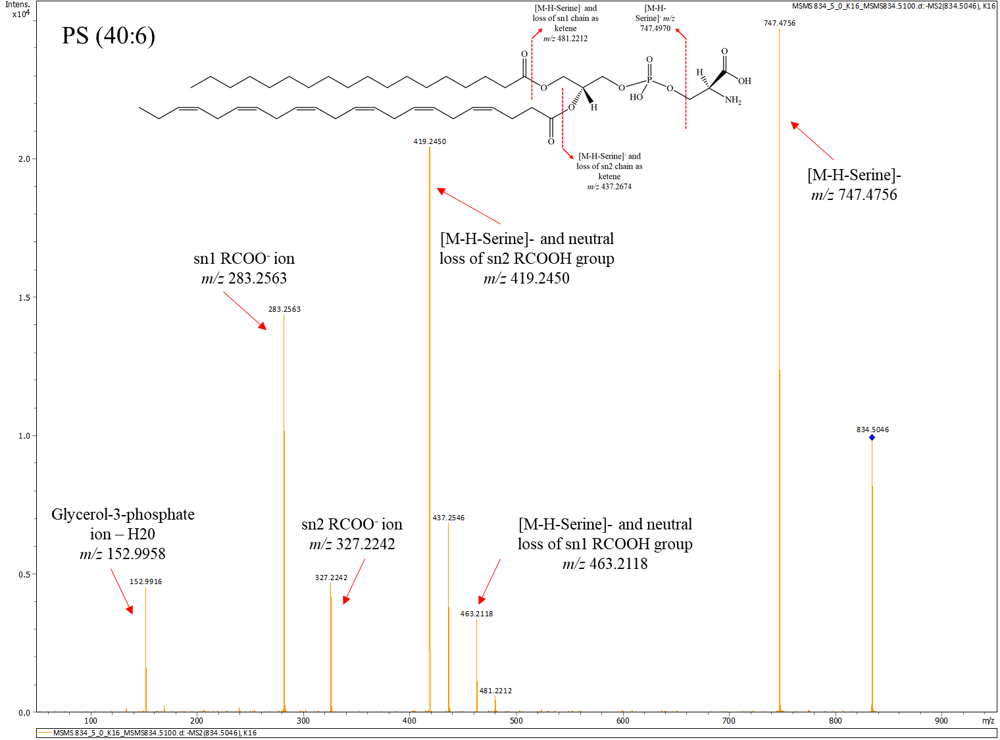 Intens.
x10⁴
MSMS 834_5_0_K16_MSMS834.5100.d: -MS2(834.5046), K16
PS (40:6)
[M-H-Serine]⁻ and
loss of sn1 chain as
ketene
m/z 481.2212
[M-H-
Serine]⁻ m/z
747.4970
747.4756
O
O
O
O
O
H
O
P
HO
O
H
O
OH
NH₂
[M-H-Serine]⁻ and
loss of sn2 chain as
ketene
m/z 437.2674
419.2450
2.0
[M-H-Serine]-
m/z 747.4756
[M-H-Serine]- and neutral
loss of sn2 RCOOH group
m/z 419.2450
sn1 RCOO⁻ ion
m/z 283.2563
1.5
283.2563
1.0
834.5046
Glycerol-3-phosphate
ion – H20
m/z 152.9958
sn2 RCOO⁻ ion
m/z 327.2242
437.2546
[M-H-Serine]- and neutral
loss of sn1 RCOOH group
m/z 463.2118
0.5
152.9916
327.2242
463.2118
481.2212
0.0
100
200
300
400
500
600
700
800
900
m/z
MSMS 834_5_0_K16_MSMS834.5100.d: -MS2(834.5046), K16